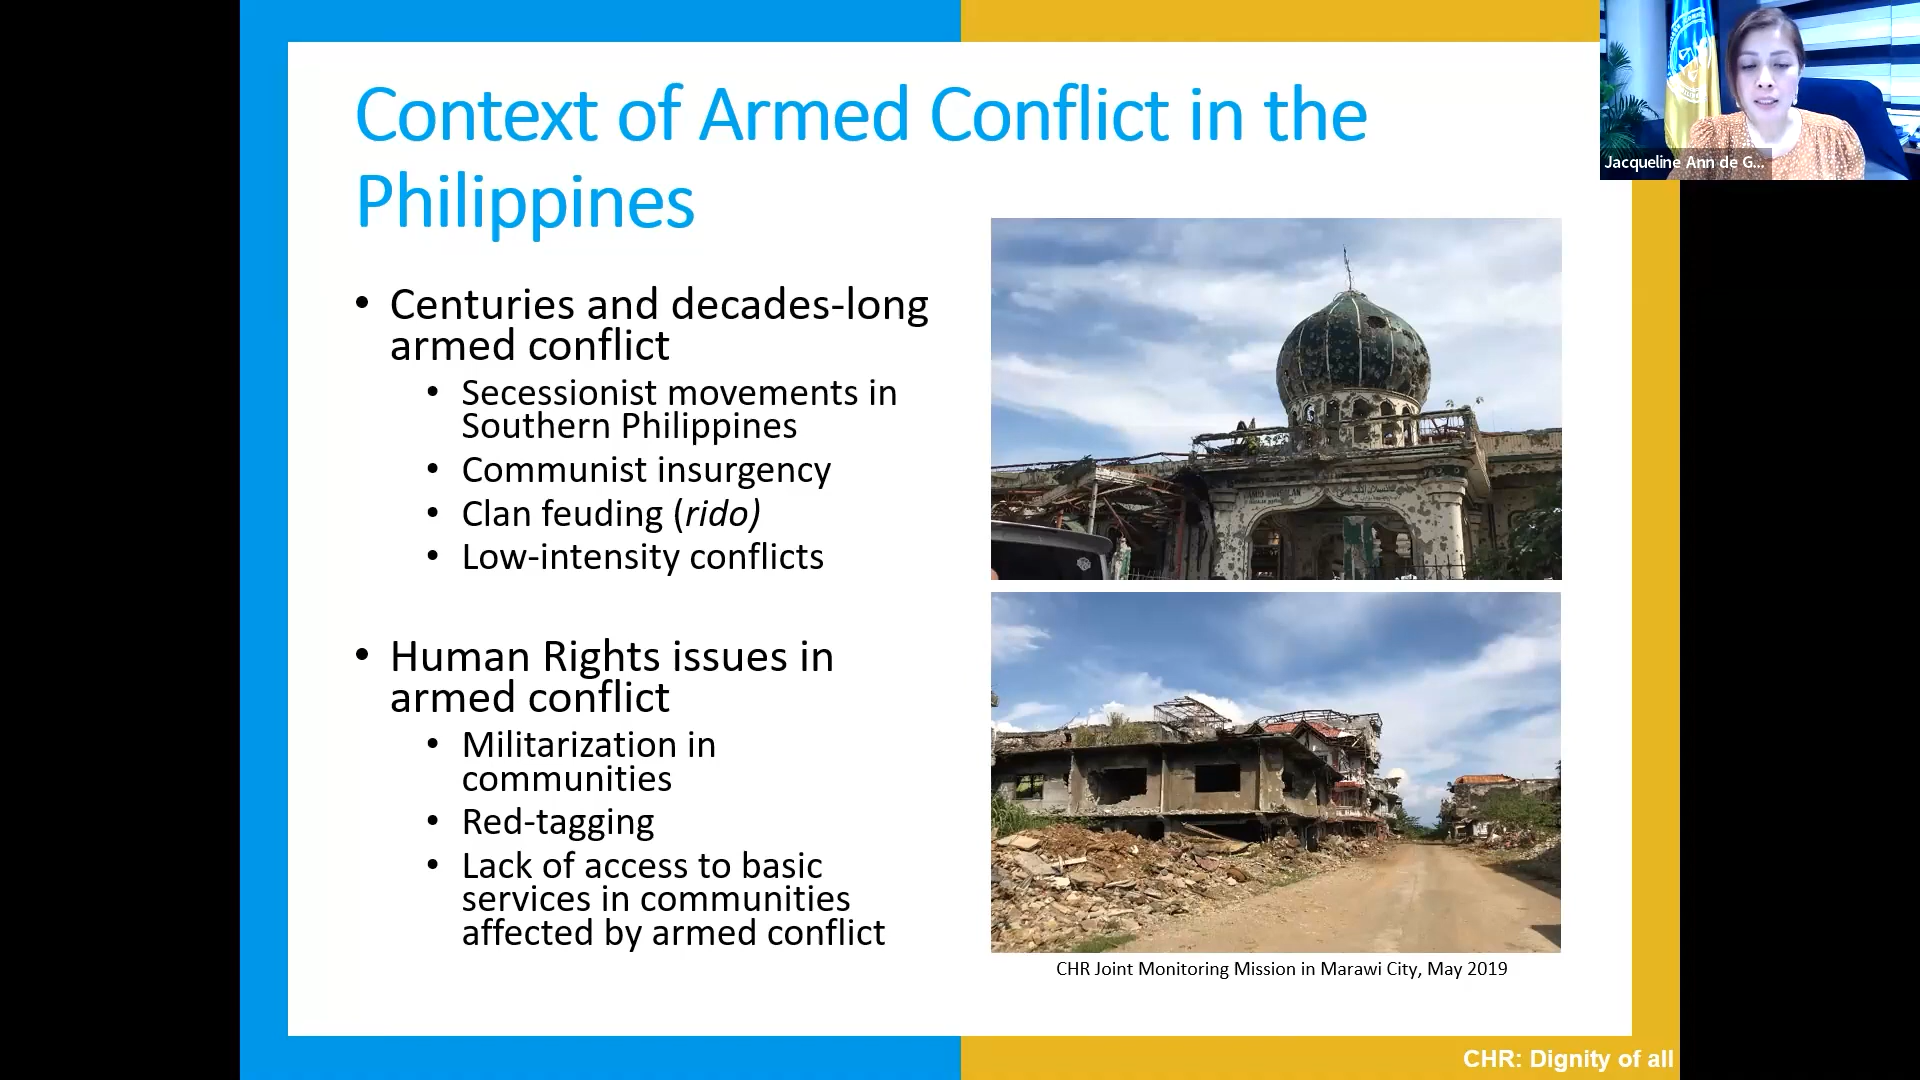 Context of Armed Conflict in the
Philippines
• Centuries and decades-long
armed conflict
• Secessionist movements in
Southern Philippines
• Communist insurgency
• Clan feuding (rido)
• Low-intensity conflicts
• Human Rights issues in
armed conflict
• Militarization in
communities
• Red-tagging
• Lack of access to basic
services in communities
affected by armed conflict
CHR Joint Monitoring Mission in Marawi City, May 2019
CHR: Dignity of all
Jacqueline Ann de G...